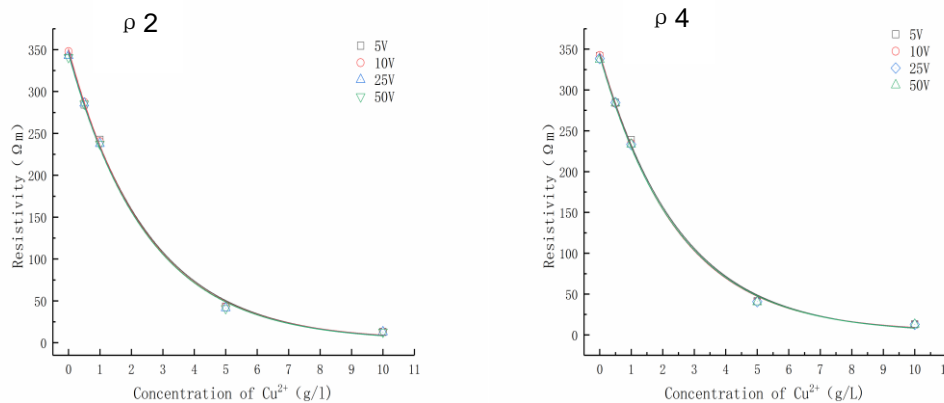 ρ 2
5V
10V
25V
50V
350
300
250
200
150
100
50
0
Resistivity ( Ωm)
0 1 2 3 4 5 6 7 8 9 10 11
Concentration of Cu²⁺ (g/l)
ρ 4
5V
10V
25V
50V
350
300
250
200
150
100
50
0
Resistivity ( Ωm)
0 1 2 3 4 5 6 7 8 9 10 11
Concentration of Cu²⁺ (g/L)